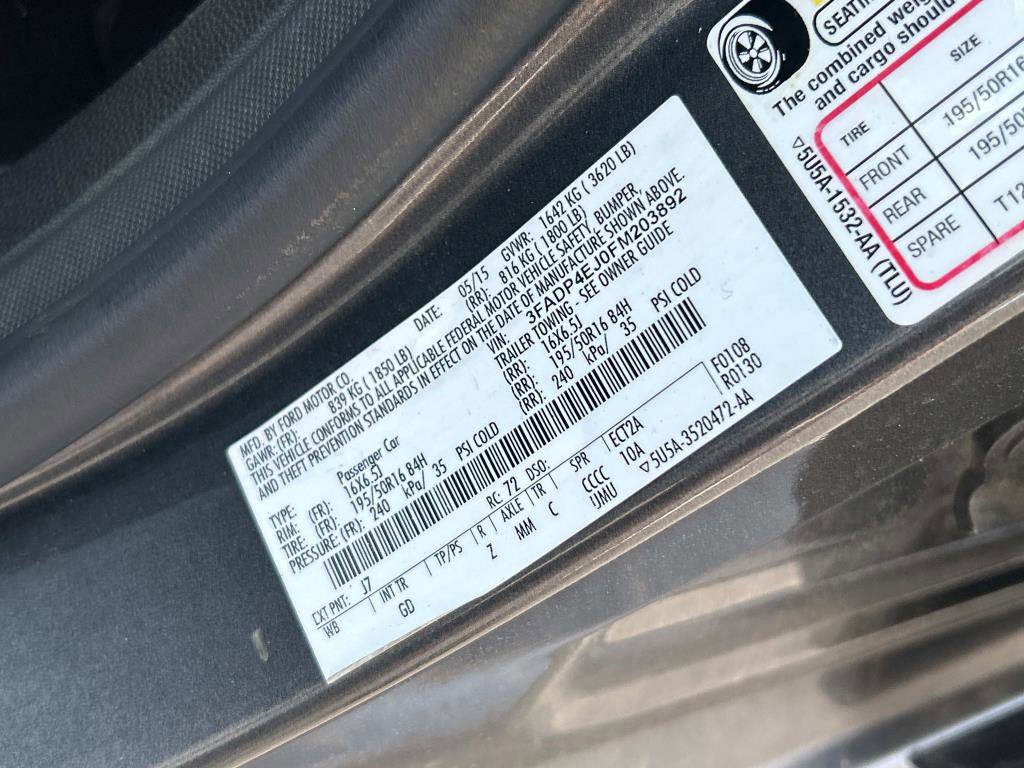 MFD. BY FORD MOTOR CO.
DATE: 05/15 GVWR: 1642 KG ( 3620 LB)
GAWR: (FR): 839 KG ( 1850 LB) (RR): 816 KG ( 1800 LB)
THIS VEHICLE CONFORMS TO ALL APPLICABLE FEDERAL MOTOR VEHICLE SAFETY, BUMPER,
AND THEFT PREVENTION STANDARDS IN EFFECT ON THE DATE OF MANUFACTURE SHOWN ABOVE.
VIN: 3FADP4EJ0FM203892
TYPE: Passenger Car TRAILER TOWING - SEE OWNER GUIDE
RIMA: (FR): 16X6.5J (RR): 16X6.5J
TIRE: (FR): 195/50R16 84H (RR): 195/50R16 84H
PRESSURE: (FR): 240 kPa/ 35 PSI COLD (RR): 240 kPa/ 35 PSI COLD
EXT PNT: J7 RC: 72 DSO: F0108
WB INT TR TP/PS R AXLE TR SPR ECT2A R0130
GD Z MM C CCCC 10A
UMU ▽5U5A-3520472-AA
SEATIN
The combined wei
and cargo should
TIRE SIZE
FRONT 195/50R16
REAR 195/50
SPARE T12
▽5U5A-1532-AA (TLU)